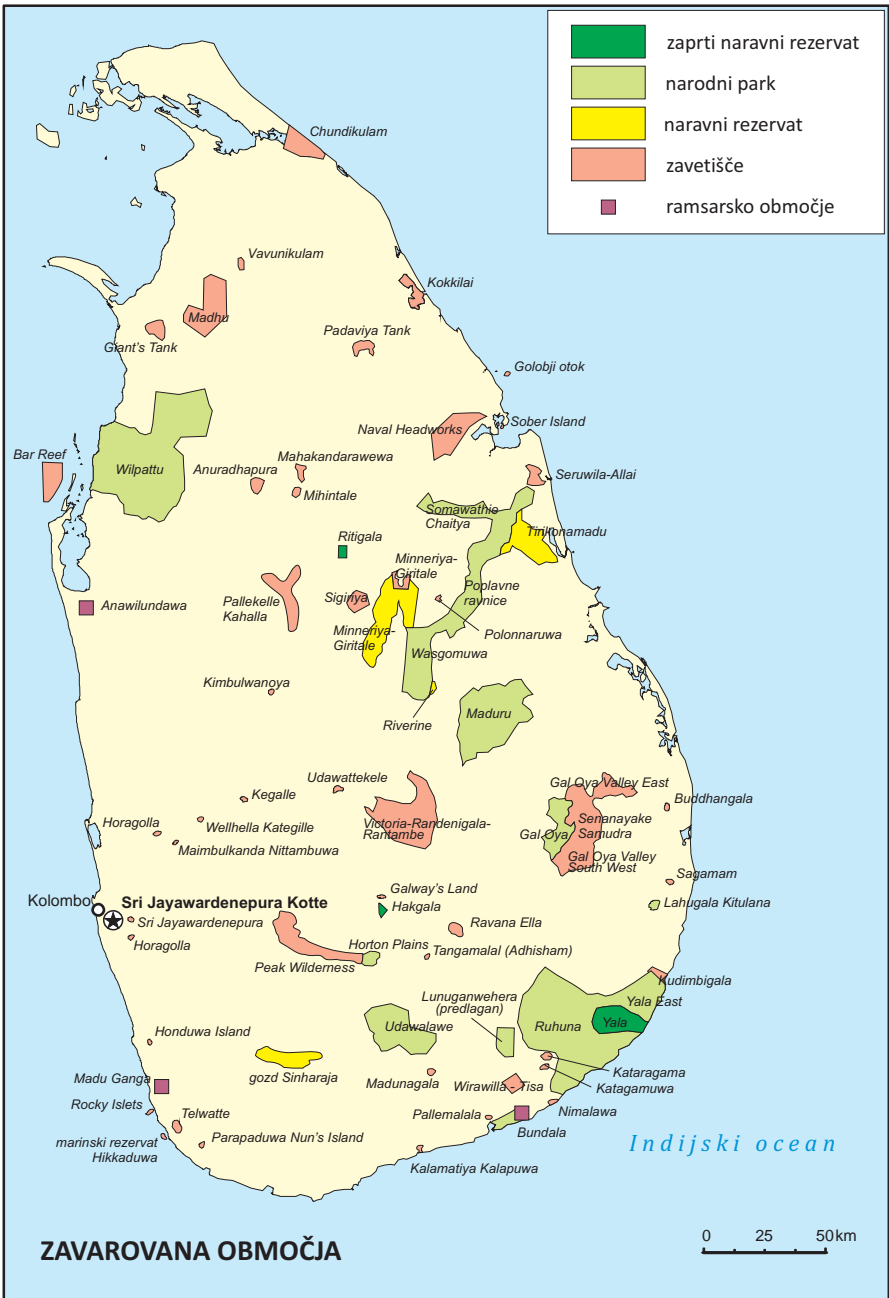 zaprti naravni rezervat
narodni park
naravni rezervat
zavetišče
ramsarsko območje
Chundikulam
Vavunikulam
Kokkilai
Madhu
Giant's Tank
Padaviya Tank
Golobji otok
Naval Headworks
Sober Island
Bar Reef
Wilpattu
Anuradhapura
Mahakandarawewa
Mihintale
Seruwila-Allai
Somawathie
Chaitya
Tirikonamadu
Ritigala
Minneriya-
Giritale
Anawilundawa
Pallekelle
Kahalla
Sigiriya
Poplavne
ravnice
Minneriya-
Giritale
Polonnaruwa
Wasgomuwa
Kimbulwanoya
Riverine
Maduru
Udawattekele
Gal Oya Valley East
Kegalle
Buddhangala
Horagolla
Wellhella Kategille
Victoria-Randenigala-
Rantambe
Senanayake
Samudra
Gal Oya
Maimbulkanda Nittambuwa
Gal Oya Valley
South West
Sagamam
Galway's Land
Kolombo
Sri Jayawardenepura Kotte
Hakgala
Lahugala Kitulana
Sri Jayawardenepura
Ravana Ella
Horagolla
Horton Plains
Tangamalal (Adhisham)
Peak Wilderness
Kudimbigala
Lunuganwehera
(predlagan)
Yala East
Udawalawe
Ruhuna
Yala
Honduwa Island
Kataragama
Madu Ganga
gozd Sinharaja
Madunagala
Wirawilla - Tisa
Katagamuwa
Rocky Islets
Telwatte
Pallemalala
Nimalawa
Bundala
marinski rezervat
Hikkaduwa
Parapaduwa Nun's Island
Kalamatiya Kalapuwa
Indijski ocean
ZAVAROVANA OBMOČJA
0 25 50 km